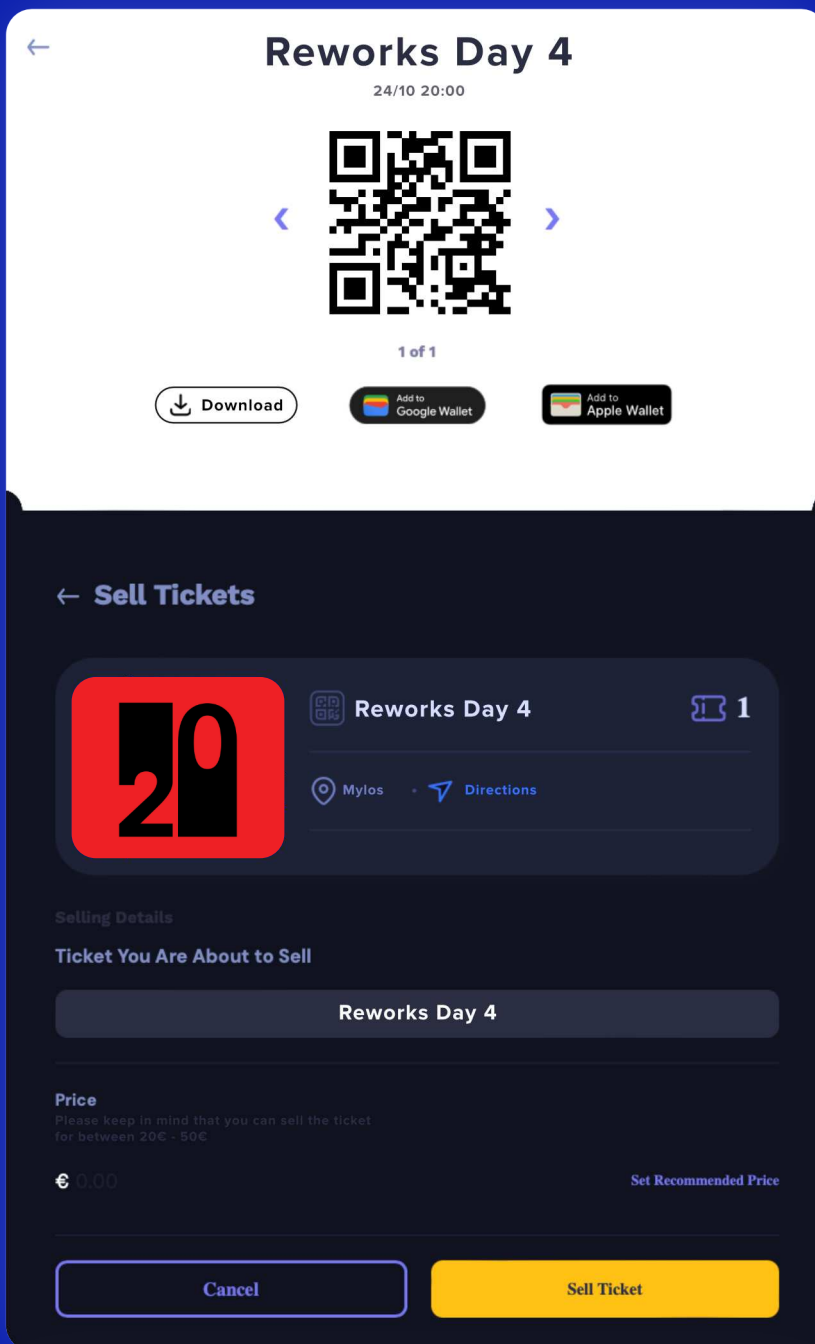 Reworks Day 4
24/10 20:00
1 of 1
Download
Add to
Google Wallet
Add to
Apple Wallet
Sell Tickets
20
Reworks Day 4
1
Mylos
Directions
Selling Details
Ticket You Are About to Sell
Reworks Day 4
Price
Please keep in mind that you can sell the ticket
for between 20€ - 50€
€ 0.00
Set Recommended Price
Cancel
Sell Ticket